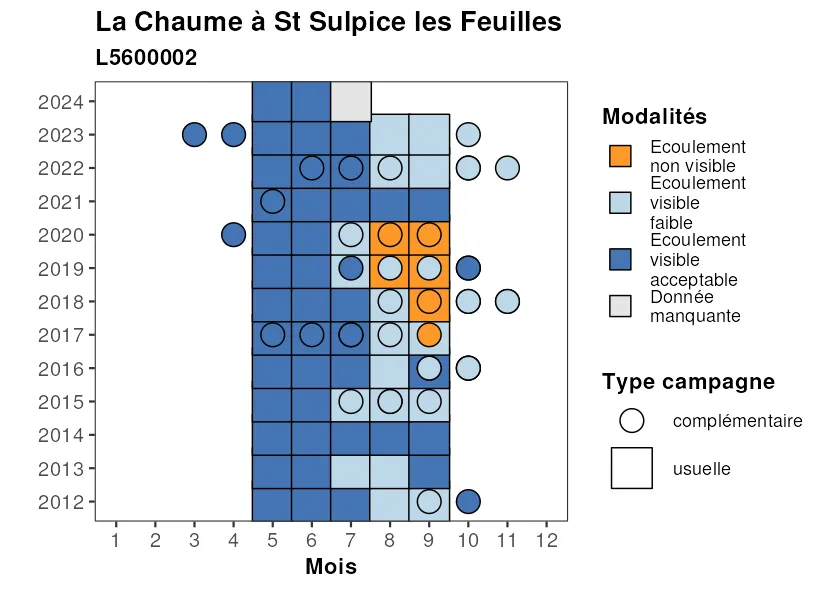 La Chaume à St Sulpice les Feuilles
L5600002
2024
2023
2022
2021
2020
2019
2018
2017
2016
2015
2014
2013
2012
1 2 3 4 5 6 7 8 9 10 11 12
Mois
Modalités
Ecoulement
non visible
Ecoulement
visible
faible
Ecoulement
visible
acceptable
Donnée
manquante
Type campagne
complémentaire
usuelle